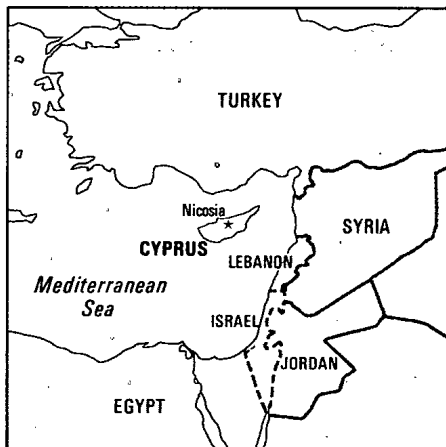 TURKEY
Nicosia
SYRIA
CYPRUS
LEBANON
Mediterranean
Sea
ISRAEL
JORDAN
EGYPT